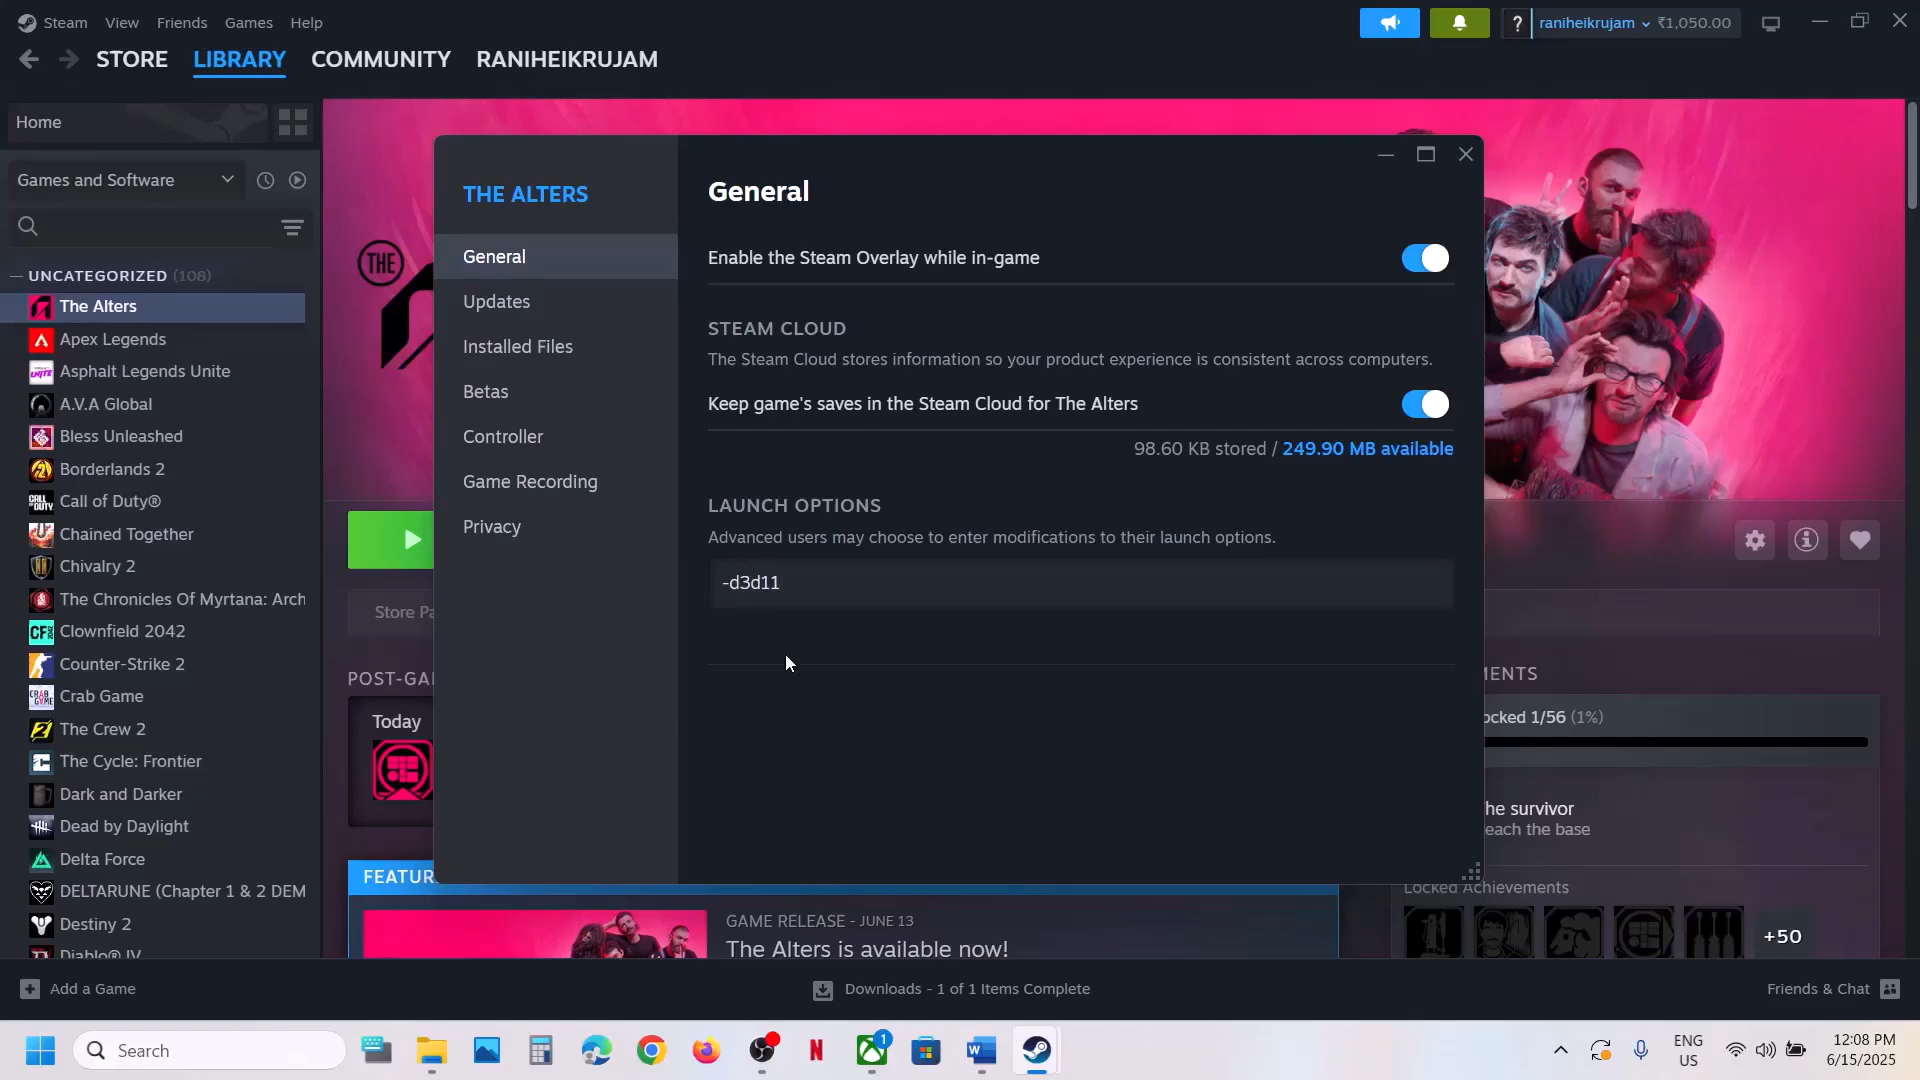 Steam View Friends Games Help
? raniheikrujam ₹1,050.00
STORE LIBRARY COMMUNITY RANIHEIKRUJAM
Home
Games and Software
UNCATEGORIZED (108)
The Alters
Apex Legends
Asphalt Legends Unite
A.V.A Global
Bless Unleashed
Borderlands 2
Call of Duty®
Chained Together
Chivalry 2
The Chronicles Of Myrtana: Arch
Clownfield 2042
Counter-Strike 2
Crab Game
The Crew 2
The Cycle: Frontier
Dark and Darker
Dead by Daylight
Delta Force
DELTARUNE (Chapter 1 & 2 DEM
Destiny 2
Diablo® IV
THE
THE ALTERS
General
Updates
Installed Files
Betas
Controller
Game Recording
Privacy
General
Enable the Steam Overlay while in-game
STEAM CLOUD
The Steam Cloud stores information so your product experience is consistent across computers.
Keep game's saves in the Steam Cloud for The Alters
98.60 KB stored / 249.90 MB available
LAUNCH OPTIONS
Advanced users may choose to enter modifications to their launch options.
-d3d11
Store Pa
POST-GA
Today
FEATUR
GAME RELEASE - JUNE 13
The Alters is available now!
MENTS
ocked 1/56 (1%)
he survivor
each the base
Locked Achievements
+50
Add a Game
Downloads - 1 of 1 Items Complete
Friends & Chat
Search
1
ENG
US
12:08 PM
6/15/2025